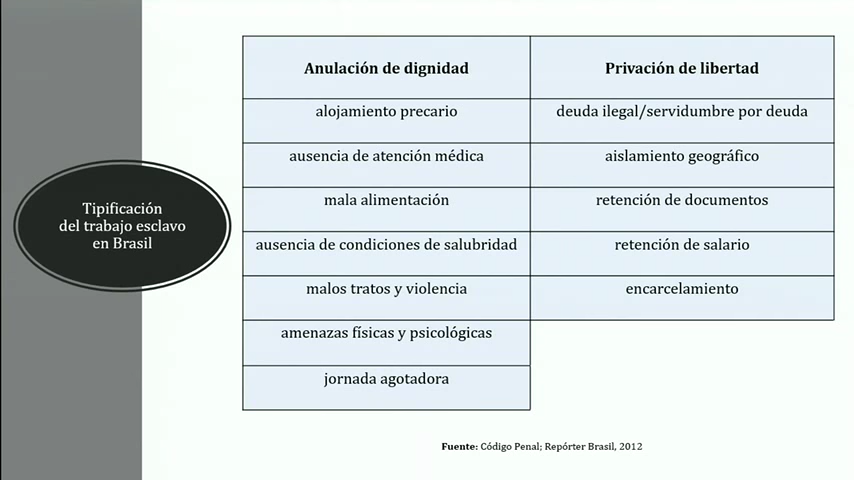 Tipificación
del trabajo esclavo
en Brasil
Anulación de dignidad
Privación de libertad
alojamiento precario
deuda ilegal/servidumbre por deuda
ausencia de atención médica
aislamiento geográfico
mala alimentación
retención de documentos
ausencia de condiciones de salubridad
retención de salario
malos tratos y violencia
encarcelamiento
amenazas físicas y psicológicas
jornada agotadora
Fuente: Código Penal; Repórter Brasil, 2012